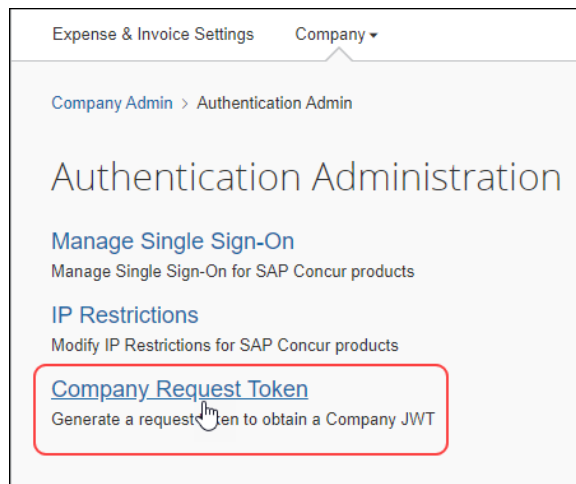 Expense & Invoice Settings Company
Company Admin > Authentication Admin
Authentication Administration
Manage Single Sign-On
Manage Single Sign-On for SAP Concur products
IP Restrictions
Modify IP Restrictions for SAP Concur products
Company Request Token
Generate a request token to obtain a Company JWT